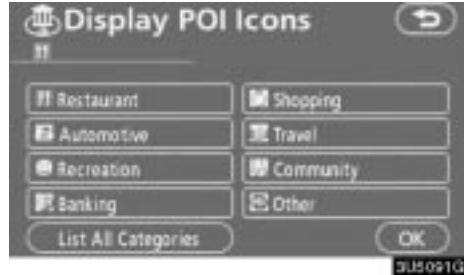 Display POI Icons
Restaurant
Shopping
Automotive
Travel
Recreation
Community
Banking
Other
List All Categories
OK
3U5091G